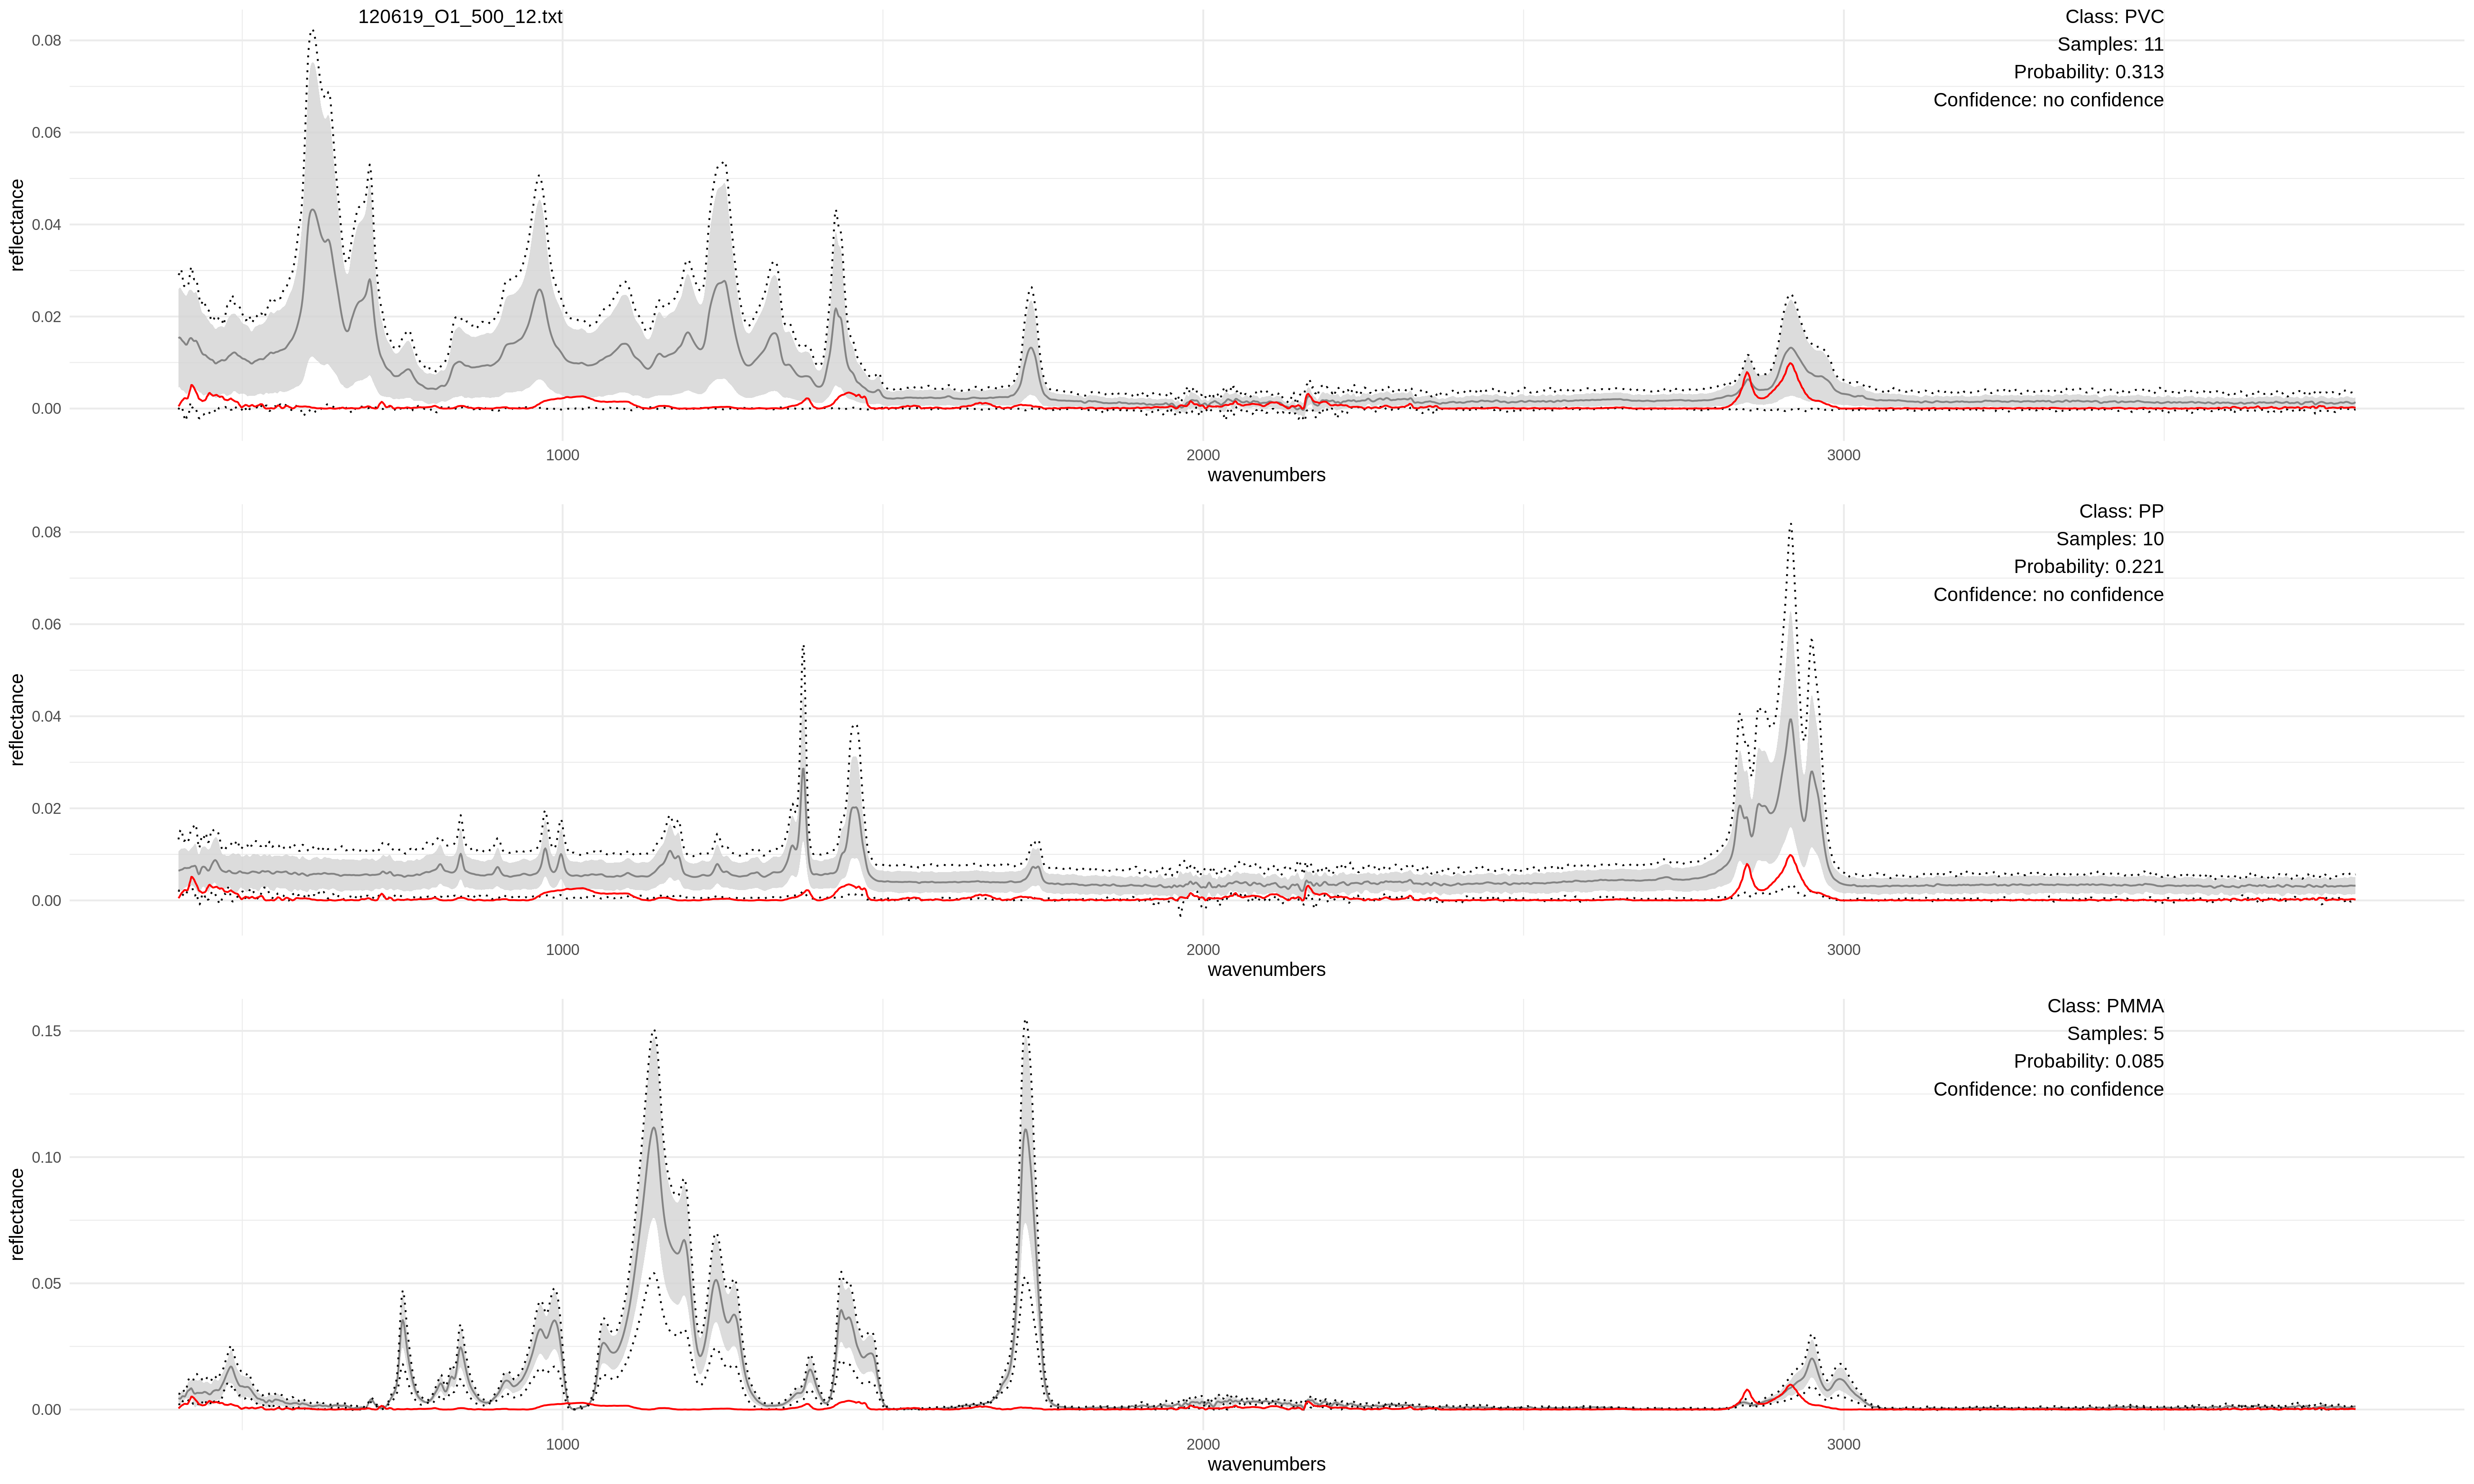 120619_O1_500_12.txt
Class: PVC
Samples: 11
Probability: 0.313
Confidence: no confidence
0.08
0.06
0.04
0.02
0.00
reflectance
1000 2000 3000
wavenumbers
Class: PP
Samples: 10
Probability: 0.221
Confidence: no confidence
0.08
0.06
0.04
0.02
0.00
reflectance
1000 2000 3000
wavenumbers
Class: PMMA
Samples: 5
Probability: 0.085
Confidence: no confidence
0.15
0.10
0.05
0.00
reflectance
1000 2000 3000
wavenumbers